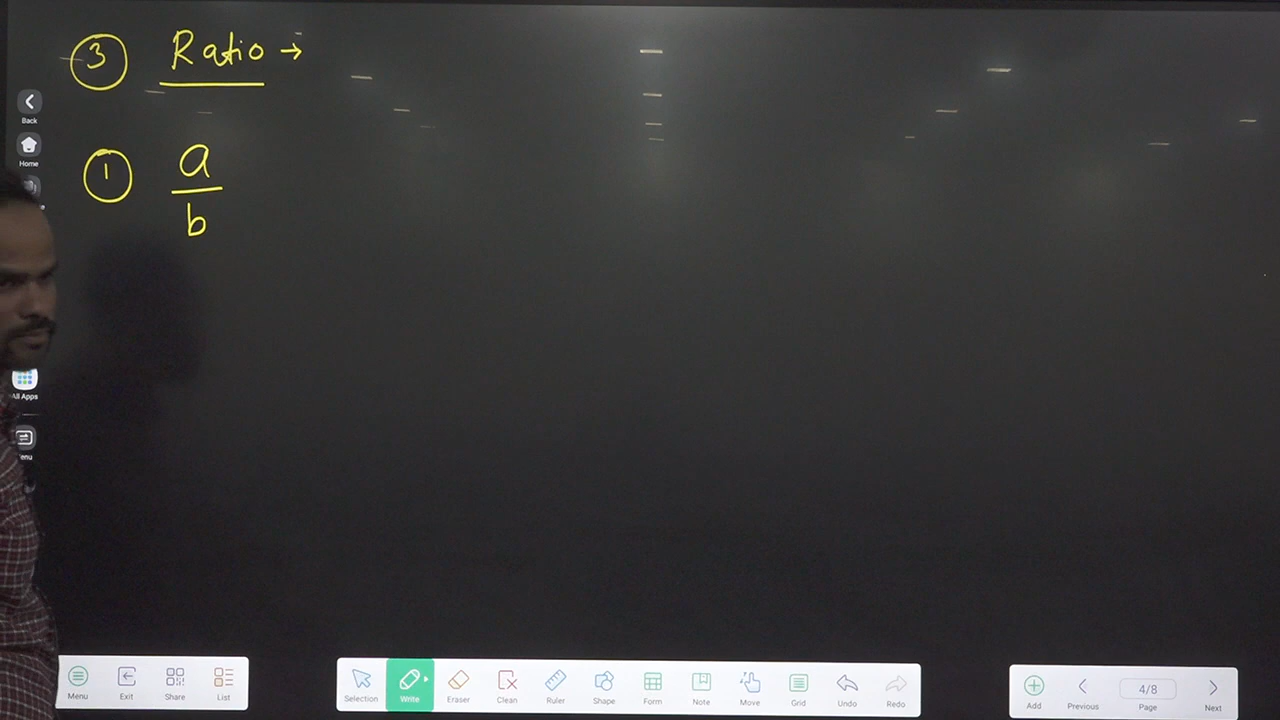 ③ Ratio →
① a
b
Back
Home
All Apps
enu
Menu Exit Share List
Selection Write Eraser Clean Ruler Shape Form Note Move Grid Undo Redo
Add Previous 4/8 Page Next